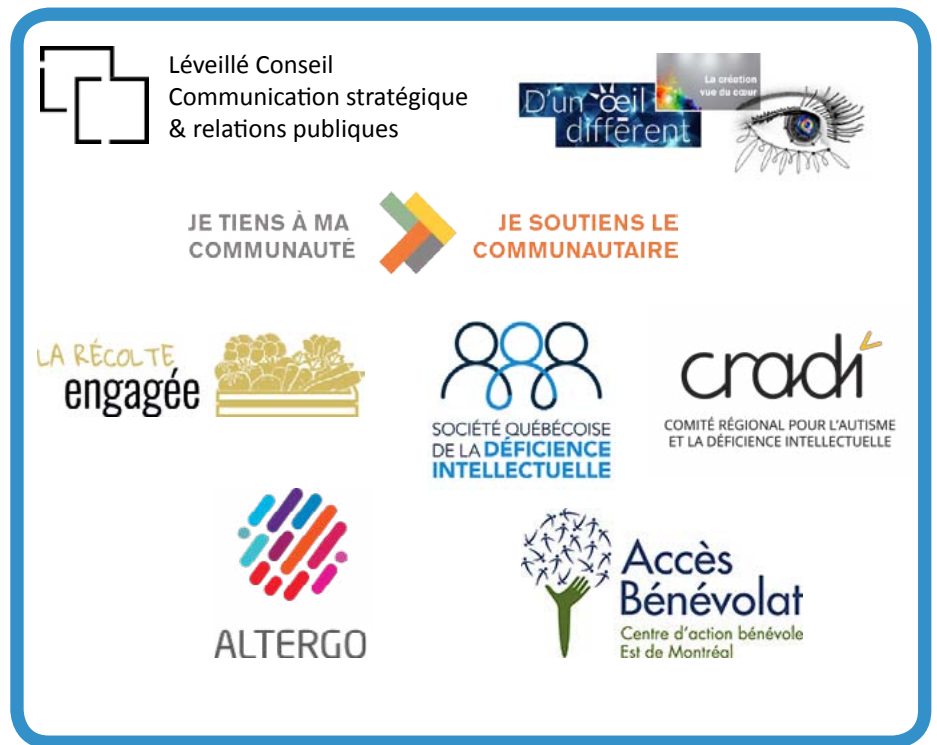 Léveillé Conseil
Communication stratégique
& relations publiques
D'un œil
différent
La création
vue du cœur
JE TIENS À MA
COMMUNAUTÉ
JE SOUTIENS LE
COMMUNAUTAIRE
LA RÉCOLTE
engagée
SOCIÉTÉ QUÉBÉCOISE
DE LA DÉFICIENCE
INTELLECTUELLE
cradi
COMITÉ RÉGIONAL POUR L'AUTISME
ET LA DÉFICIENCE INTELLECTUELLE
ALTERGO
Accès
Bénévolat
Centre d'action bénévole
Est de Montréal